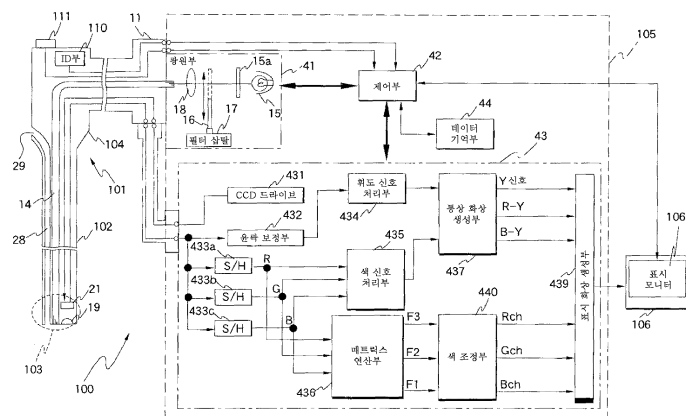 111
110
11
ID부
광원부
15a
41
42
105
제어부
18
16
17
15
필터 삽탈
44
데이터
기억부
29
104
101
14
28
102
21
19
103
100
43
CCD 드라이브
431
432
윤곽 보정부
휘도 신호
처리부
434
통상 화상
생성부
437
Y 신호
R-Y
B-Y
433a
S/H
R
433b
S/H
G
433c
S/H
B
435
색 신호
처리부
매트릭스
연산부
436
F3
F2
F1
440
색 조정부
Rch
Gch
Bch
439
표시 화상 생성부
106
표시
모니터
106